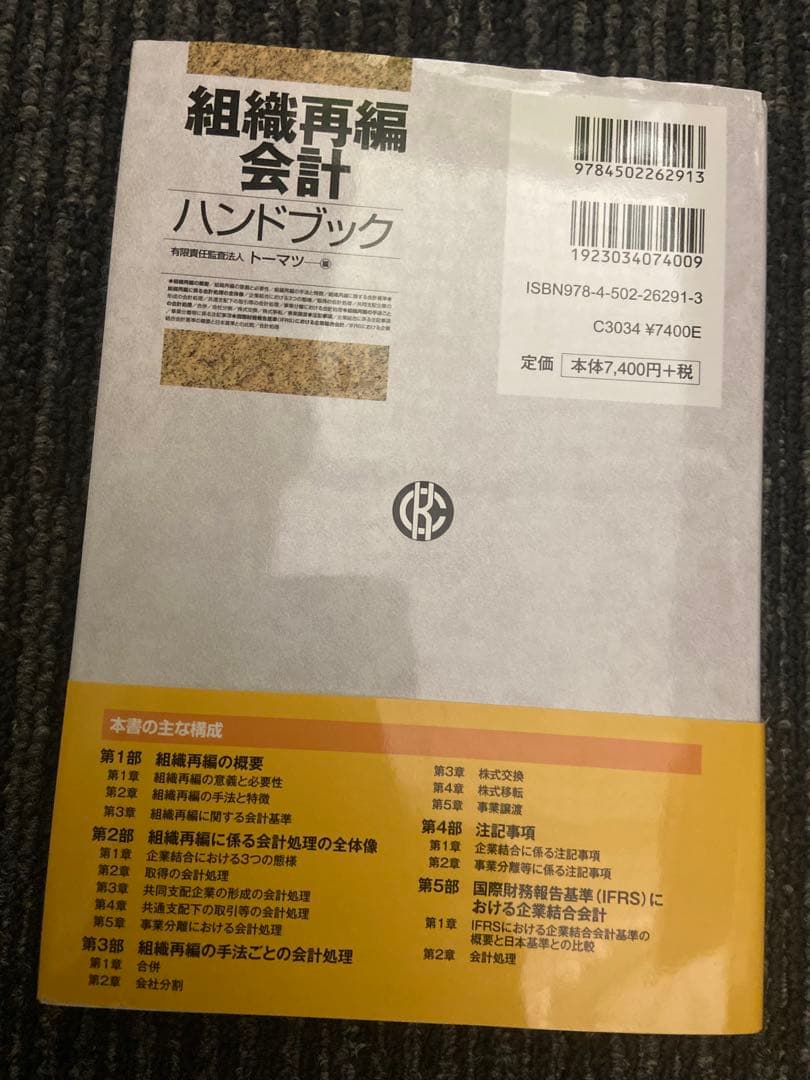 組織再編
会計
ハンドブック
有限責任監査法人 トーマツ 編
9784502262913
1923034074009
ISBN978-4-502-26291-3
C3034 ¥7400E
定価 本体7,400円+税
本書の主な構成
第1部 組織再編の概要
第1章 組織再編の意義と必要性
第2章 組織再編の手法と特徴
第3章 組織再編に関する会計基準
第2部 組織再編に係る会計処理の全体像
第1章 企業結合における3つの態様
第2章 取得の会計処理
第3章 共同支配企業の形成の会計処理
第4章 共通支配下の取引等の会計処理
第5章 事業分離における会計処理
第3部 組織再編の手法ごとの会計処理
第1章 合併
第2章 会社分割
第3章 株式交換
第4章 株式移転
第5章 事業譲渡
第4部 注記事項
第1章 企業結合に係る注記事項
第2章 事業分離等に係る注記事項
第5部 国際財務報告基準(IFRS)に
おける企業結合会計
第1章 IFRSにおける企業結合会計基準の
概要と日本基準との比較
第2章 会計処理